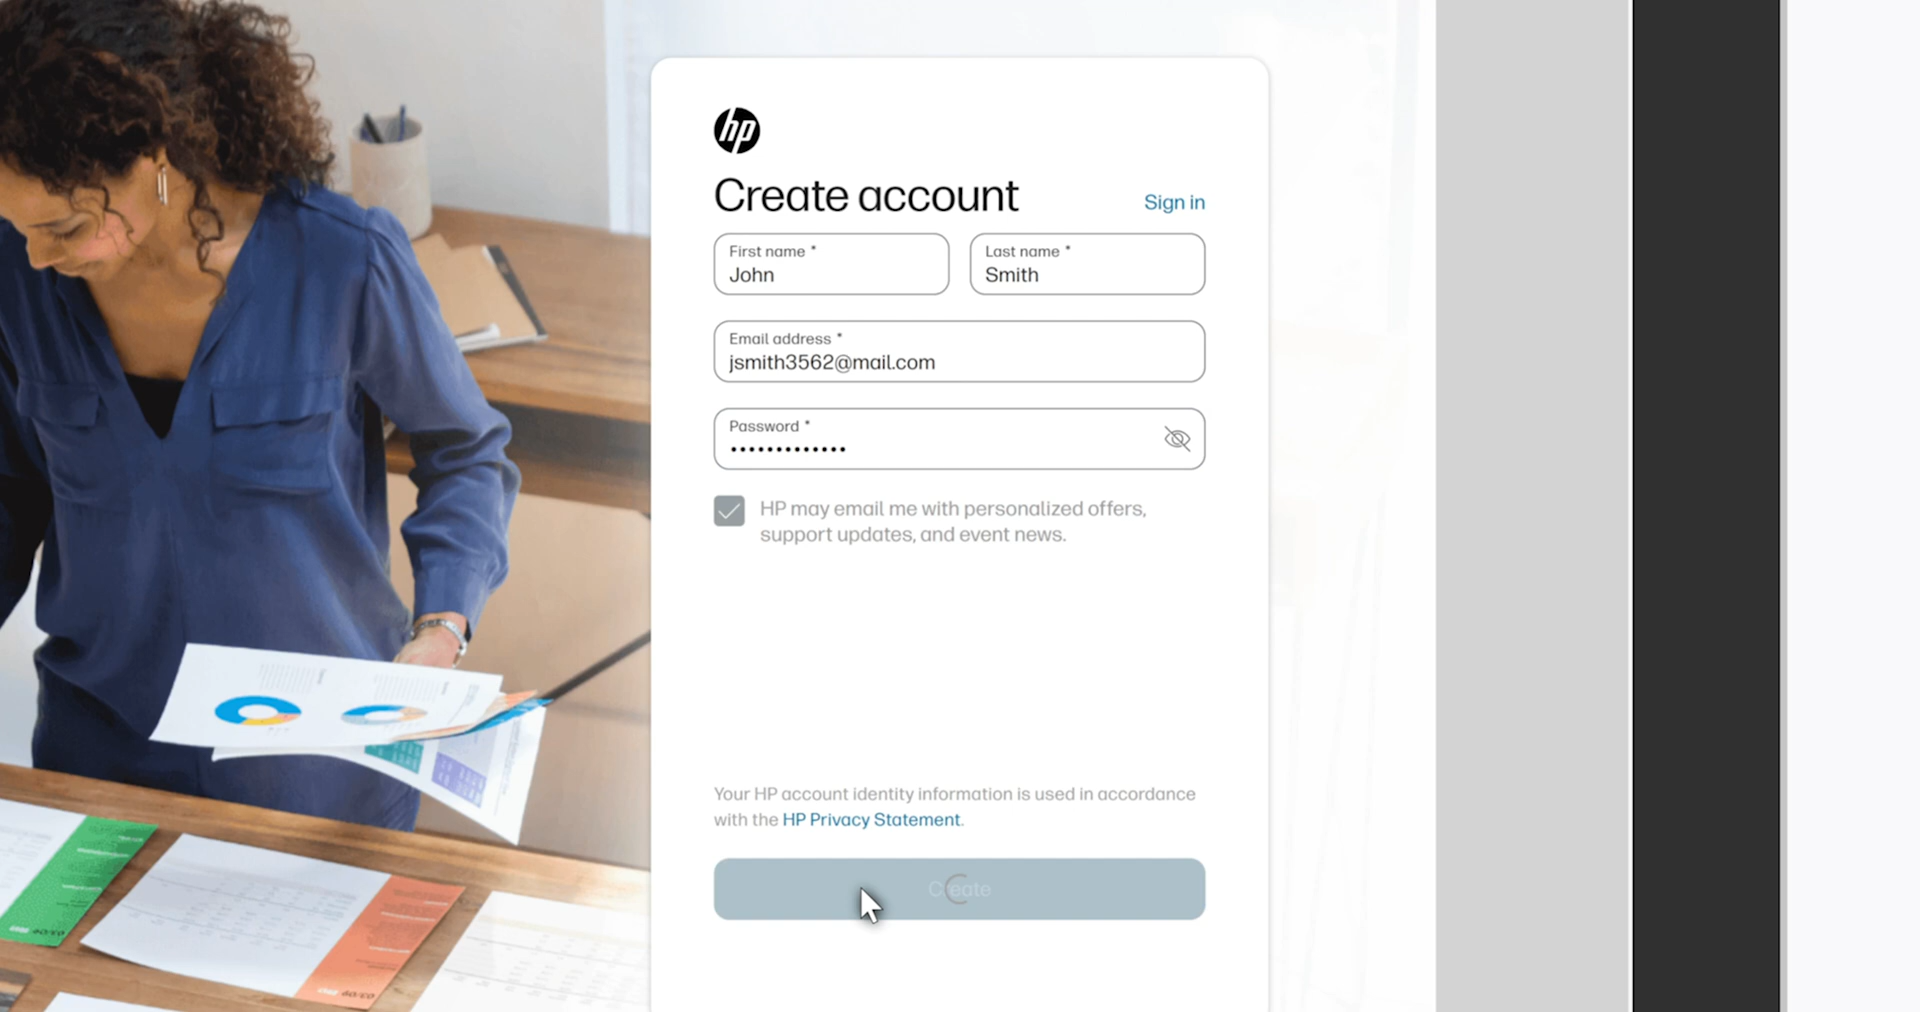 hp
Create account
Sign in
First name *
John
Last name *
Smith
Email address *
jsmith3562@mail.com
Password *
•••••••••••••
HP may email me with personalized offers,
support updates, and event news.
Your HP account identity information is used in accordance
with the HP Privacy Statement.
Create